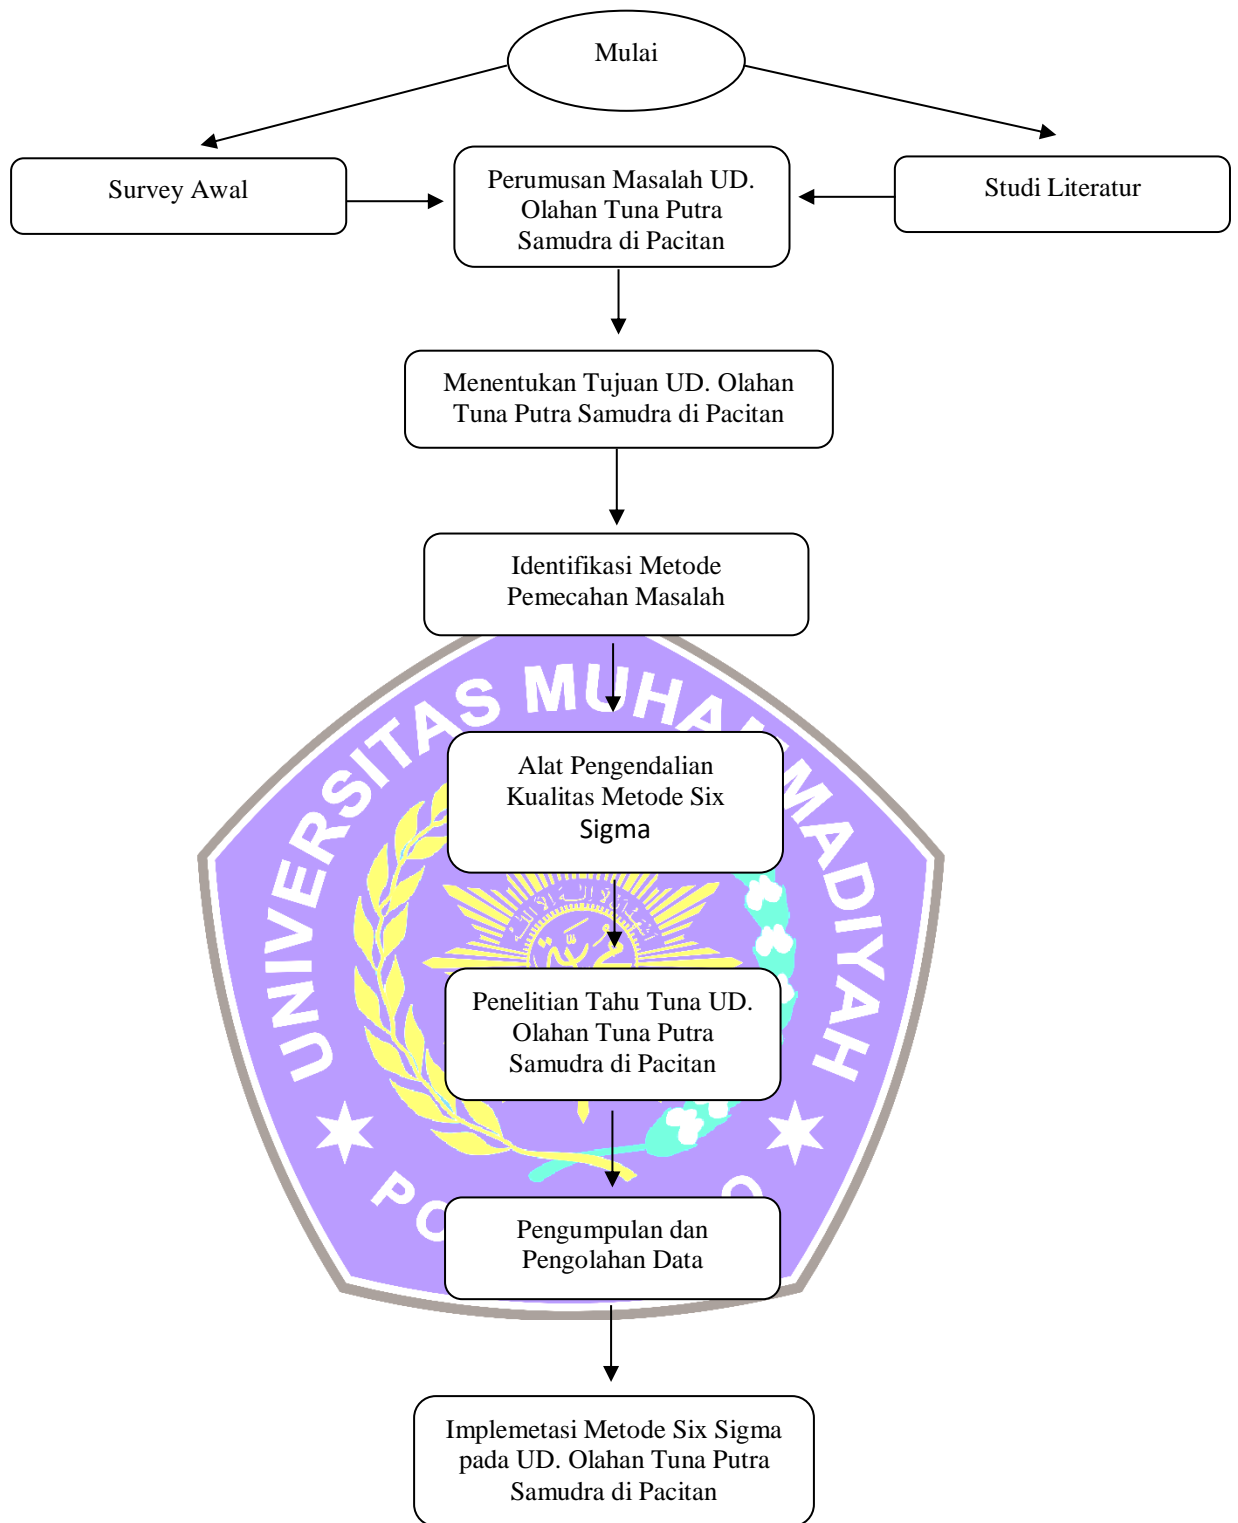 Mulai
Survey Awal
Perumusan Masalah UD.
Olahan Tuna Putra
Samudra di Pacitan
Studi Literatur
Menentukan Tujuan UD. Olahan
Tuna Putra Samudra di Pacitan
Identifikasi Metode
Pemecahan Masalah
UNIVERSITAS MUHAMMADIYAH
Alat Pengendalian
Kualitas Metode Six
Sigma
Penelitian Tahu Tuna UD.
Olahan Tuna Putra
Samudra di Pacitan
Pengumpulan dan
Pengolahan Data
Implemetasi Metode Six Sigma
pada UD. Olahan Tuna Putra
Samudra di Pacitan